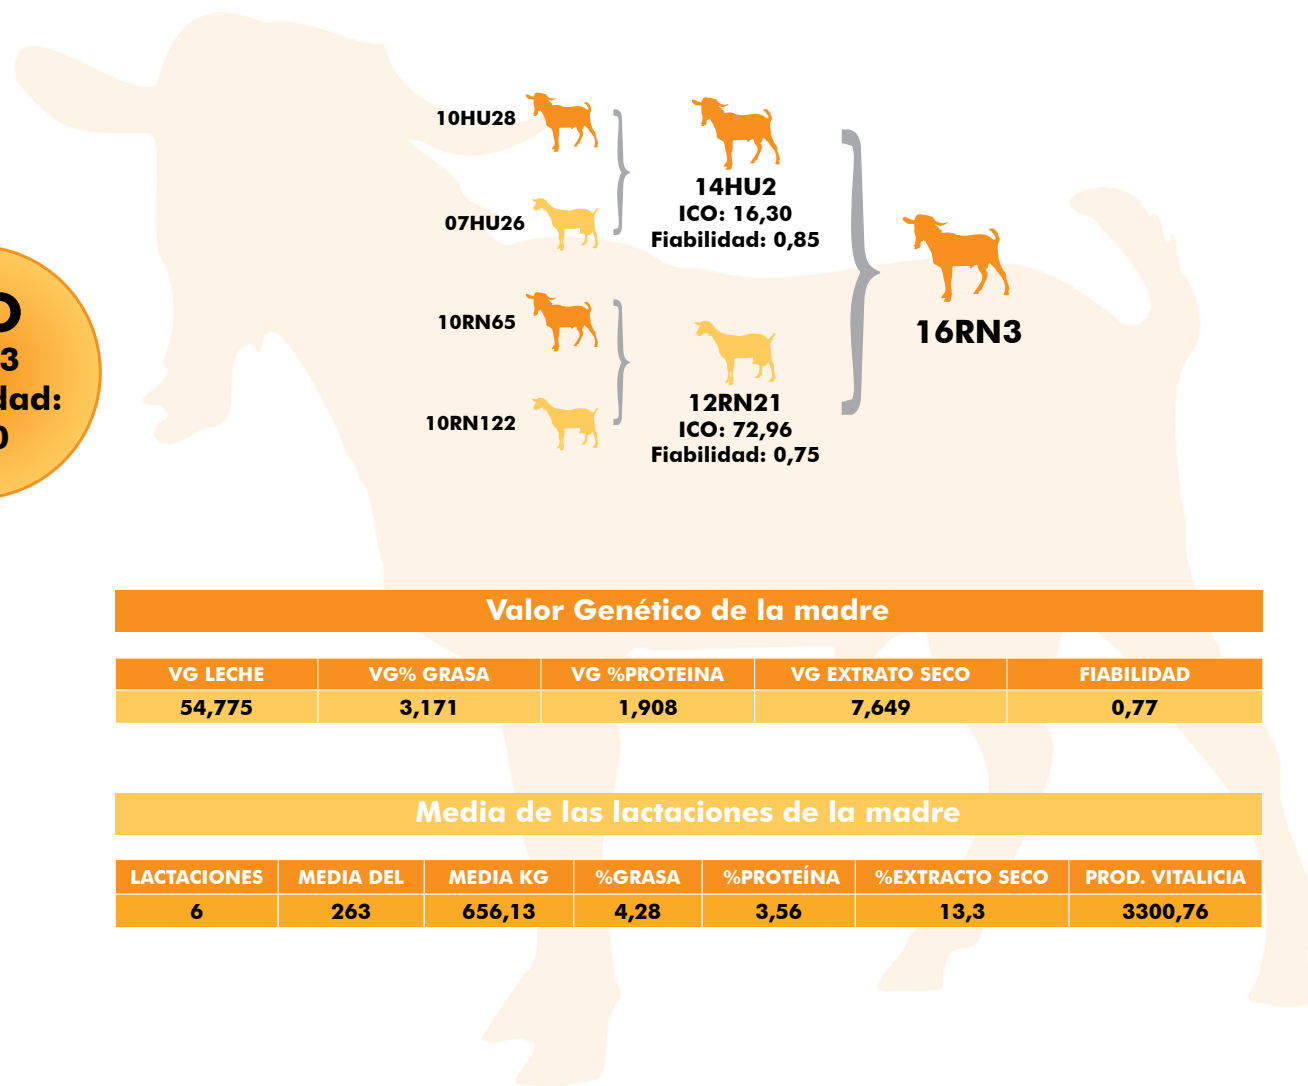 10HU28
07HU26
14HU2
ICO: 16,30
Fiabilidad: 0,85
10RN65
10RN122
12RN21
ICO: 72,96
Fiabilidad: 0,75
16RN3
Valor Genético de la madre
VG LECHE VG% GRASA VG %PROTEINA VG EXTRATO SECO FIABILIDAD
54,775 3,171 1,908 7,649 0,77
Media de las lactaciones de la madre
LACTACIONES MEDIA DEL MEDIA KG %GRASA %PROTEÍNA %EXTRACTO SECO PROD. VITALICIA
6 263 656,13 4,28 3,56 13,3 3300,76